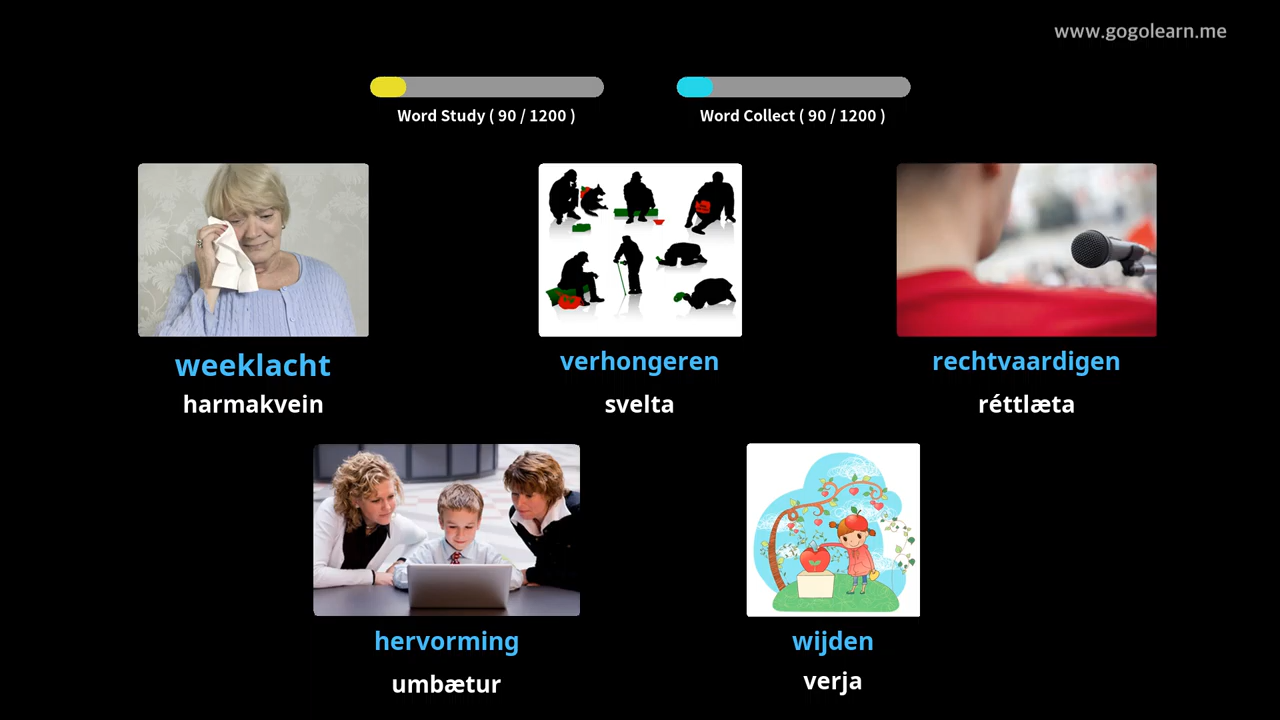 www.gogolearn.me
Word Study ( 90 / 1200 )
Word Collect ( 90 / 1200 )
weeklacht
harmakvein
verhongeren
svelta
rechtvaardigen
réttlæta
hervorming
umbætur
wijden
verja